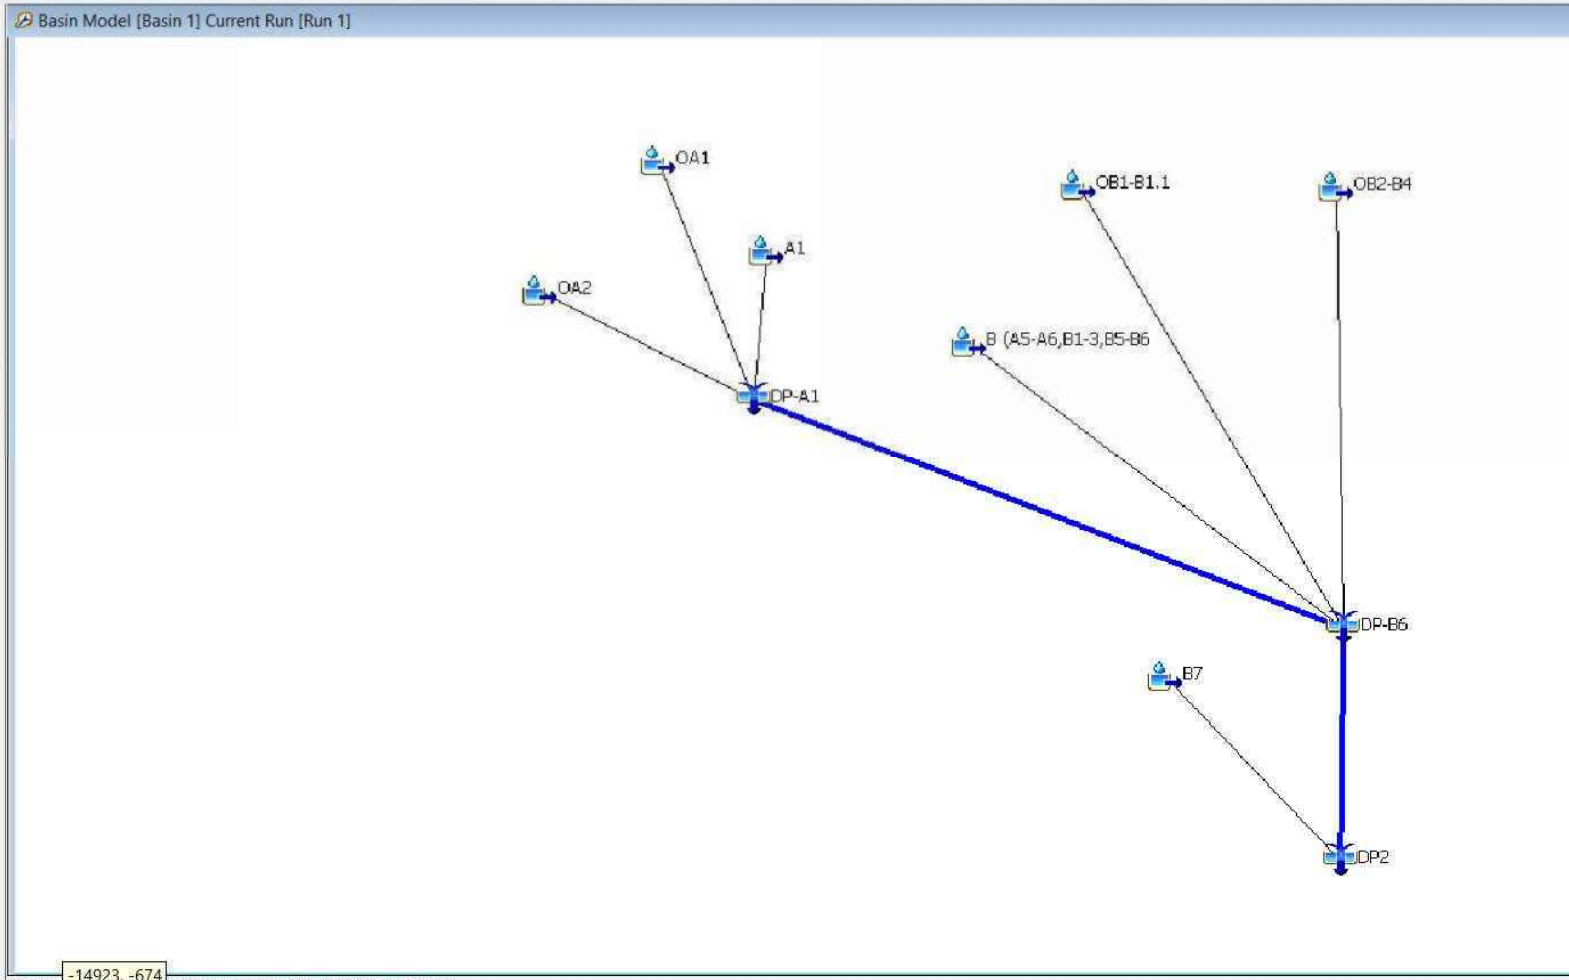 Basin Model [Basin 1] Current Run [Run 1]
OA1
OB1-B1.1
OB2-B4
A1
OA2
B (A5-A6,B1-3,B5-B6
DP-A1
DP-B6
B7
DP2
-14923, -674